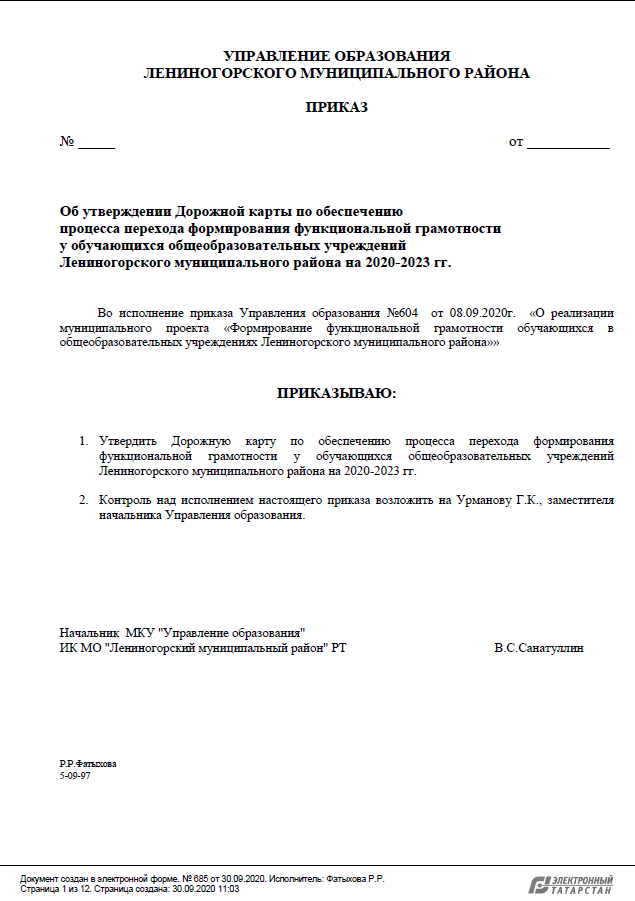 УПРАВЛЕНИЕ ОБРАЗОВАНИЯ
ЛЕНИНОГОРСКОГО МУНИЦИПАЛЬНОГО РАЙОНА
ПРИКАЗ
№ _____ от ___________
Об утверждении Дорожной карты по обеспечению
процесса перехода формирования функциональной грамотности
у обучающихся общеобразовательных учреждений
Лениногорского муниципального района на 2020-2023 гг.
Во исполнение приказа Управления образования №604 от 08.09.2020г. «О реализации
муниципального проекта «Формирование функциональной грамотности обучающихся в
общеобразовательных учреждениях Лениногорского муниципального района»»
ПРИКАЗЫВАЮ:
1. Утвердить Дорожную карту по обеспечению процесса перехода формирования
функциональной грамотности у обучающихся общеобразовательных учреждений
Лениногорского муниципального района на 2020-2023 гг.
2. Контроль над исполнением настоящего приказа возложить на Урманову Г.К., заместителя
начальника Управления образования.
Начальник МКУ "Управление образования"
ИК МО "Лениногорский муниципальный район" РТ В.С.Санатуллин
Р.Р.Фатыхова
5-09-97
Документ создан в электронной форме. № 685 от 30.09.2020. Исполнитель: Фатыхова Р.Р.
Страница 1 из 12. Страница создана: 30.09.2020 11:03
ЭЛЕКТРОННЫЙ
ТАТАРСТАН